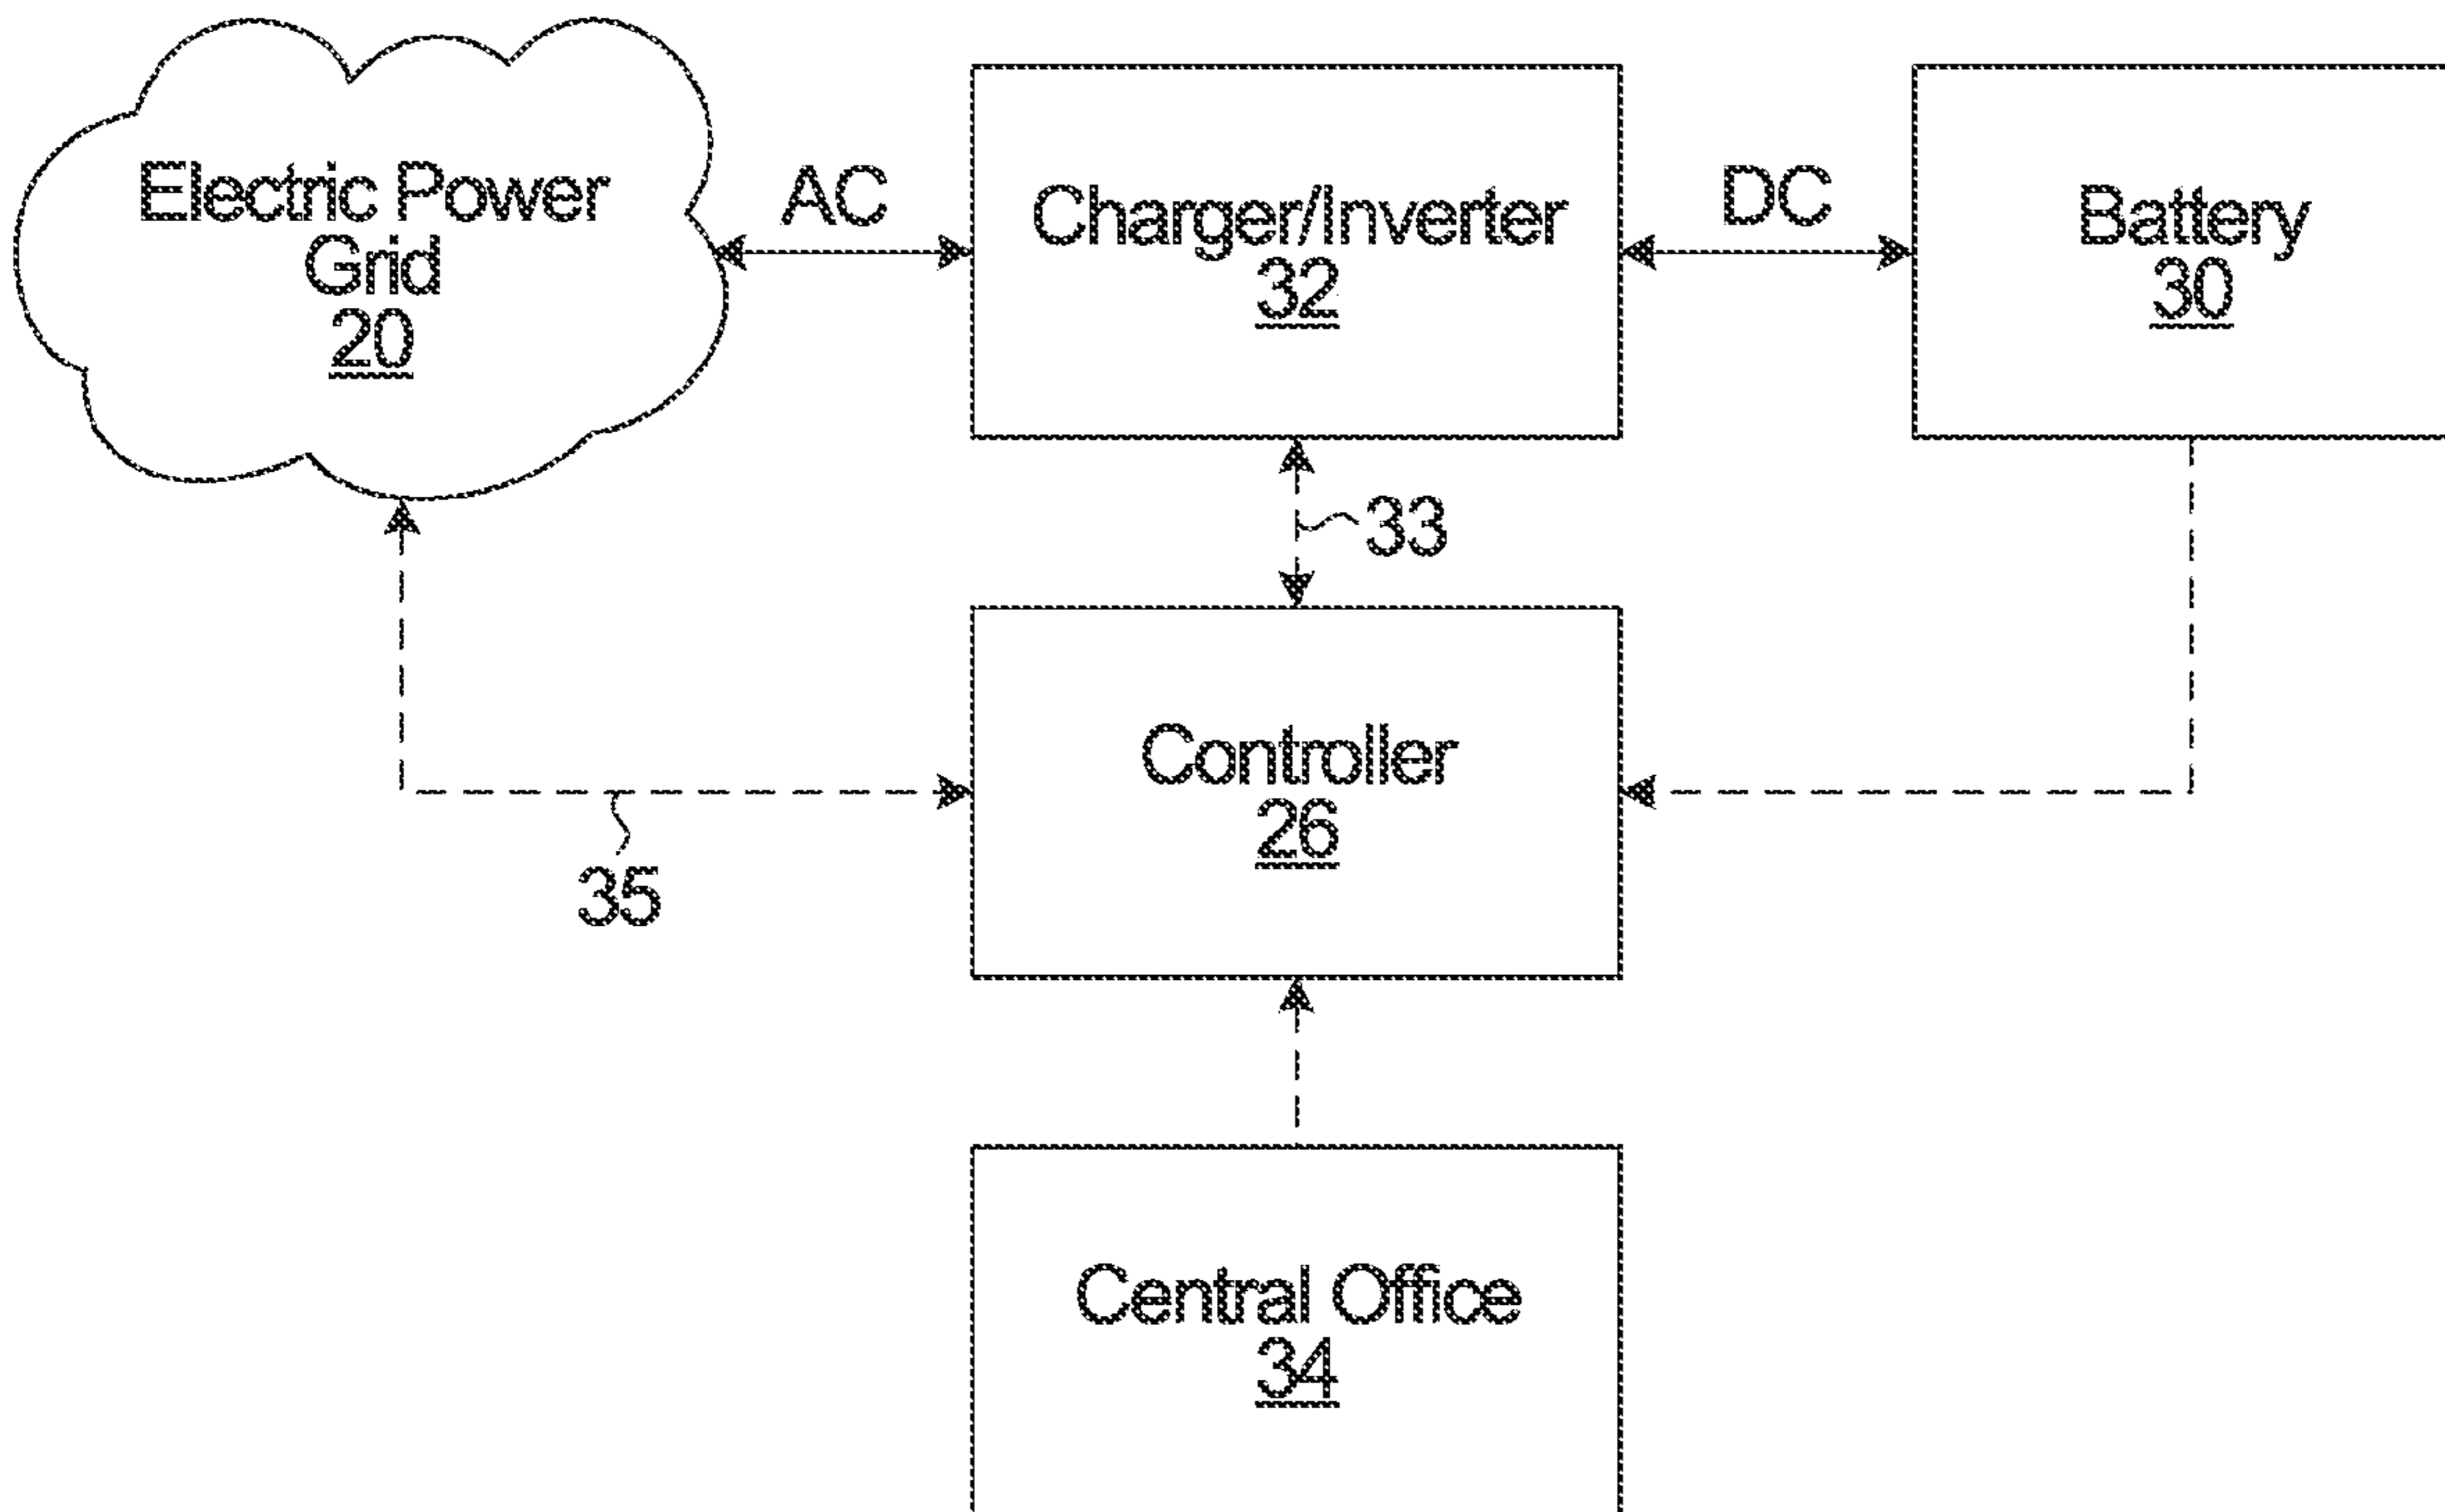 Electric Power
Grid
20
AC
Charger/Inverter
32
DC
Battery
30
33
Controller
26
35
Central Office
34